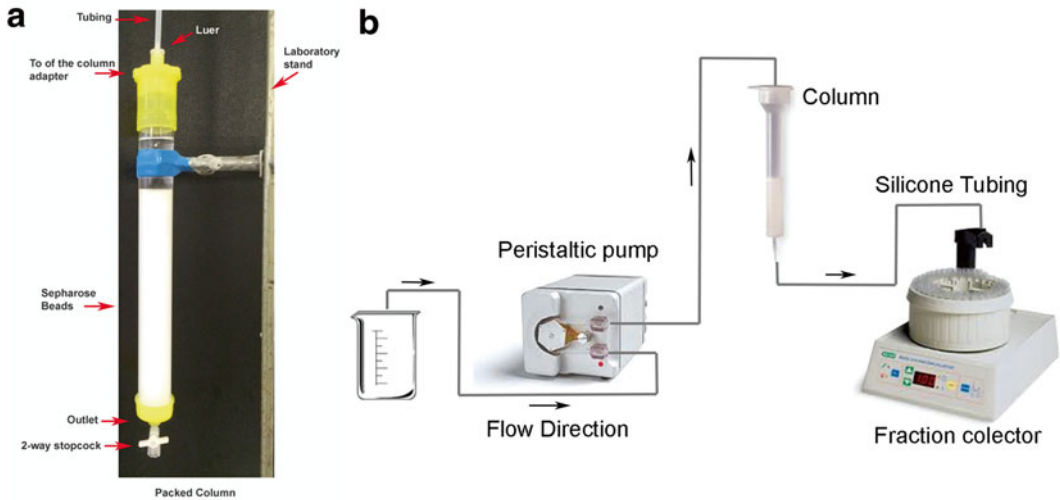 a
Tubing
Luer
To of the column
adapter
Laboratory
stand
Sepharose
Beads
Outlet
2-way stopcock
Packed Column
b
Column
Silicone Tubing
Peristaltic pump
Flow Direction
Fraction colector